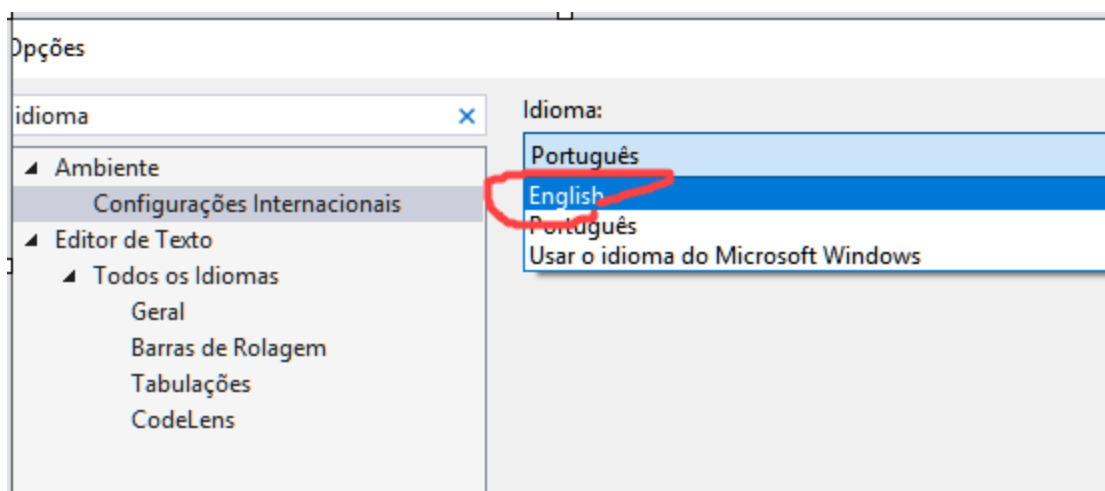 Opções
idioma
Ambiente
Configurações Internacionais
Editor de Texto
Todos os Idiomas
Geral
Barras de Rolagem
Tabulações
CodeLens
Idioma:
Português
English
Português
Usar o idioma do Microsoft Windows